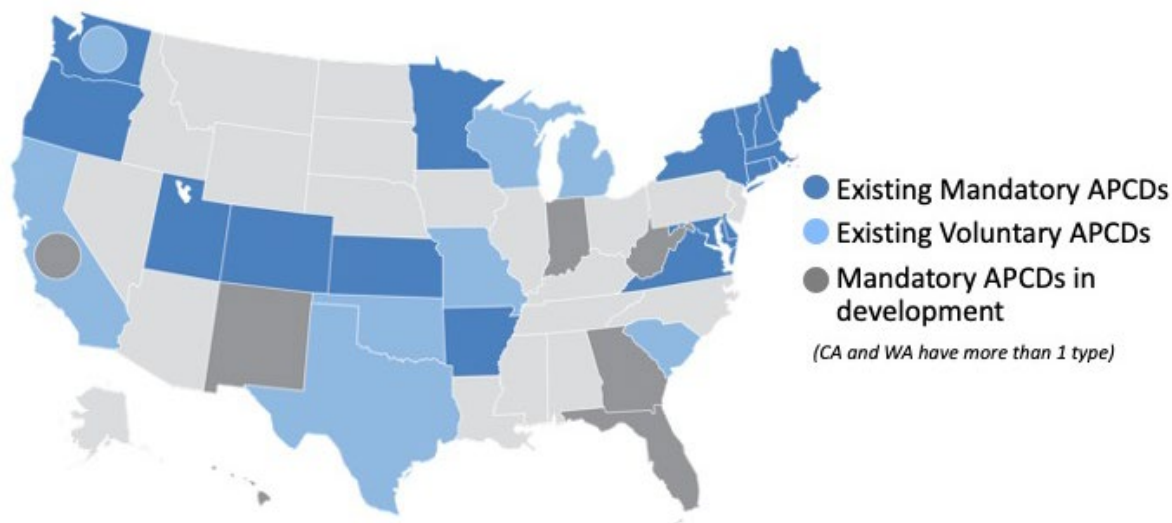 Existing Mandatory APCDs
Existing Voluntary APCDs
Mandatory APCDs in
development
(CA and WA have more than 1 type)